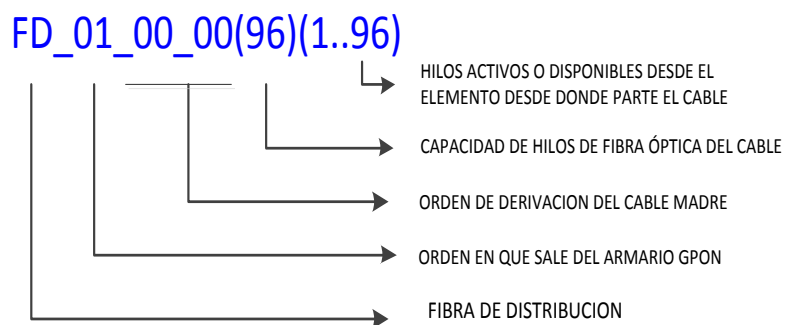 FD_01_00_00(96)(1..96)
HILOS ACTIVOS O DISPONIBLES DESDE EL
ELEMENTO DESDE DONDE PARTE EL CABLE
CAPACIDAD DE HILOS DE FIBRA ÓPTICA DEL CABLE
ORDEN DE DERIVACION DEL CABLE MADRE
ORDEN EN QUE SALE DEL ARMARIO GPON
FIBRA DE DISTRIBUCION